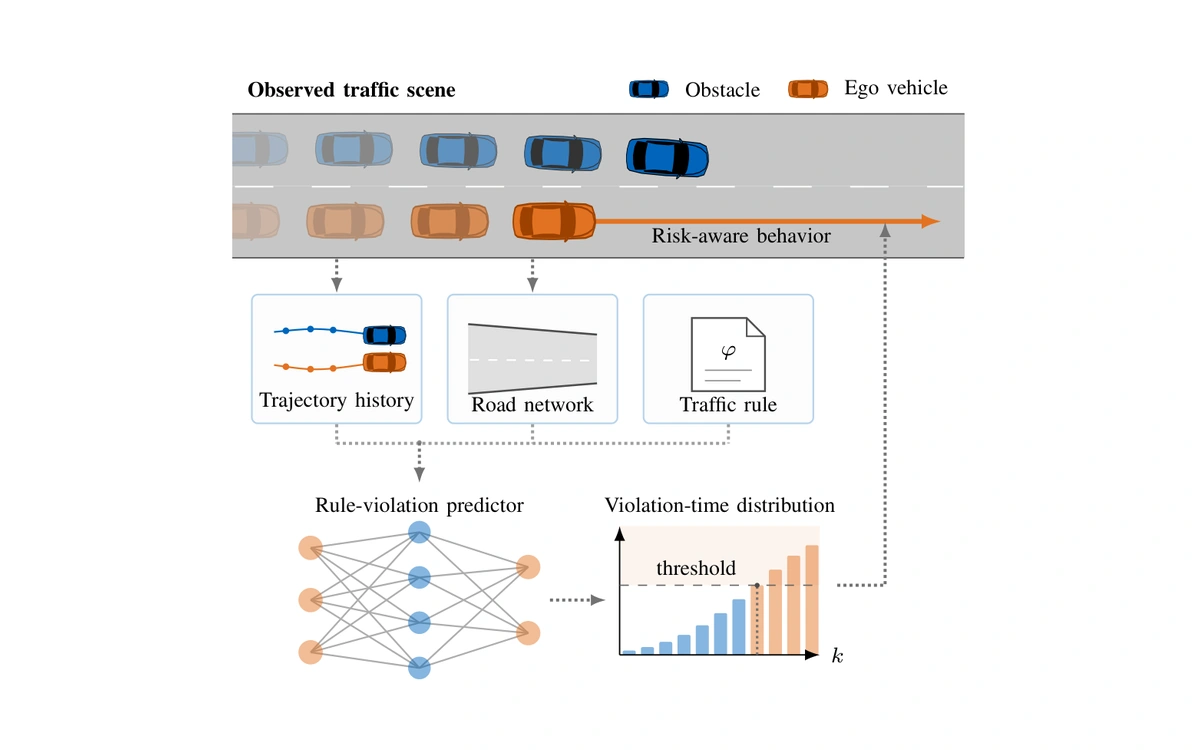 Observed traffic scene
Obstacle
Ego vehicle
Risk-aware behavior
Trajectory history
Road network
φ
Traffic rule
Rule-violation predictor
Violation-time distribution
threshold
k